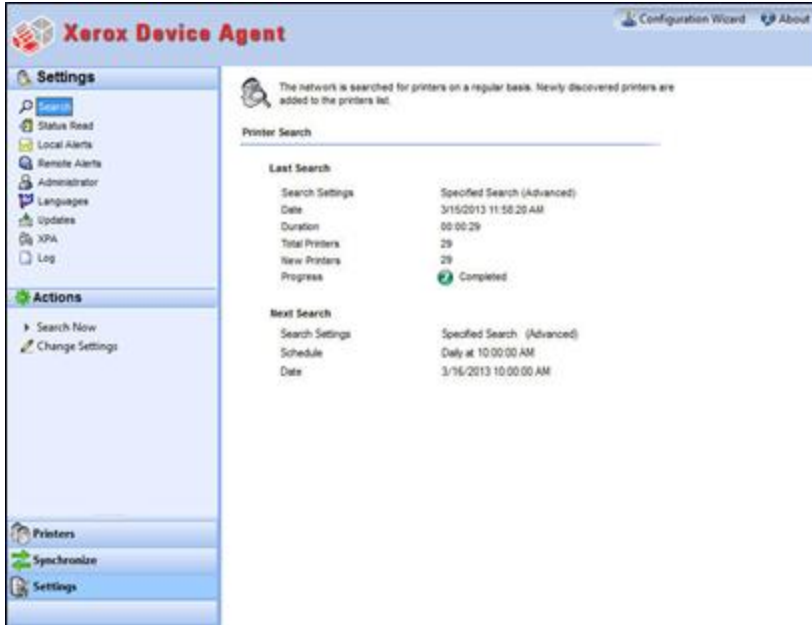 Xerox Device Agent
Configuration Wizard
About
Settings
Search
Status Read
Local Alerts
Remote Alerts
Administrator
Languages
Updates
XPA
Log
Actions
Search Now
Change Settings
Printers
Synchronize
Settings
The network is searched for printers on a regular basis. Newly discovered printers are
added to the printers list.
Printer Search
Last Search
Search Settings Specified Search (Advanced)
Date 3/15/2013 11:58:20 AM
Duration 00:00:29
Total Printers 29
New Printers 29
Progress Completed
Next Search
Search Settings Specified Search (Advanced)
Schedule Daily at 10:00:00 AM
Date 3/16/2013 10:00:00 AM